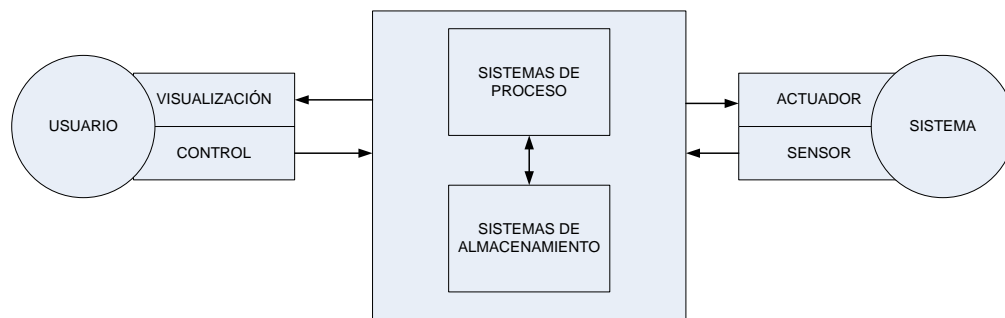 USUARIO
VISUALIZACIÓN
CONTROL
SISTEMAS DE
PROCESO
SISTEMAS DE
ALMACENAMIENTO
ACTUADOR
SENSOR
SISTEMA